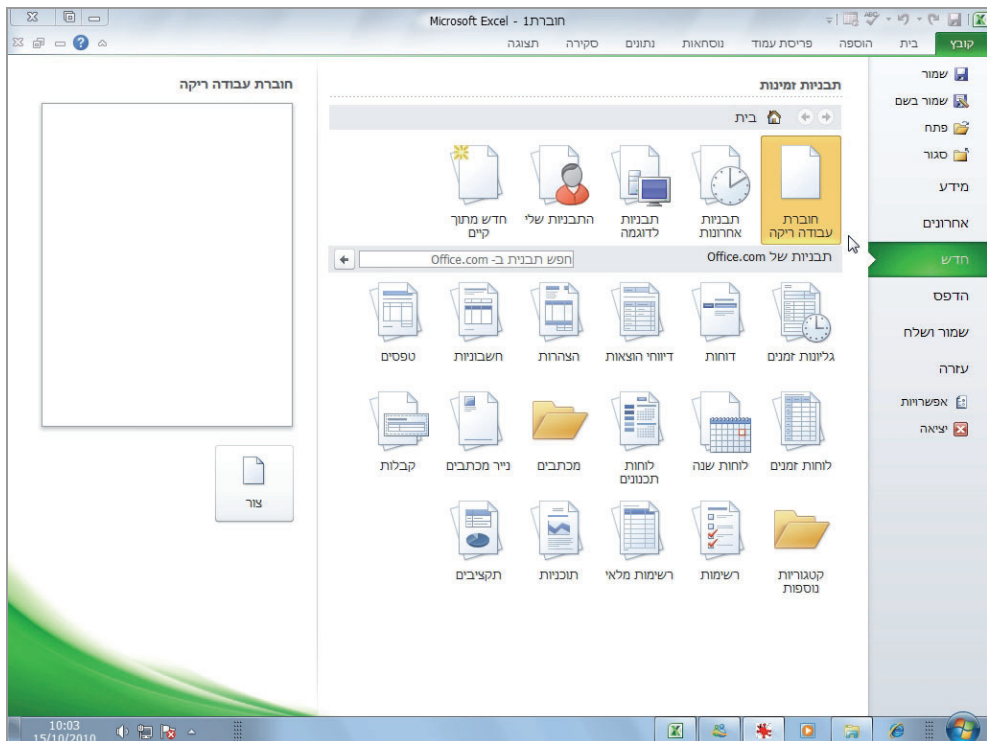 חוברת1 - Microsoft Excel
קובץ
בית
הוספה
פריסת עמוד
נוסחאות
נתונים
סקירה
תצוגה
שמור
שמור בשם
פתח
סגור
מידע
אחרונים
חדש
הדפס
שמור ושלח
עזרה
אפשרויות
יציאה
תבניות זמינות
בית
חוברת
עבודה ריקה
תבניות
אחרונות
תבניות
לדוגמה
התבניות שלי
חדש מתוך
קיים
תבניות של Office.com
חפש תבנית ב- Office.com
גליונות זמנים
דוחות
דיווחי הוצאות
הצהרות
חשבוניות
טפסים
לוחות זמנים
לוחות שנה
לוחות
תכנונים
מכתבים
נייר מכתבים
קבלות
קטגוריות
נוספות
רשימות
רשימות מלאי
תוכניות
תקציבים
חוברת עבודה ריקה
צור
10:03
15/10/2010